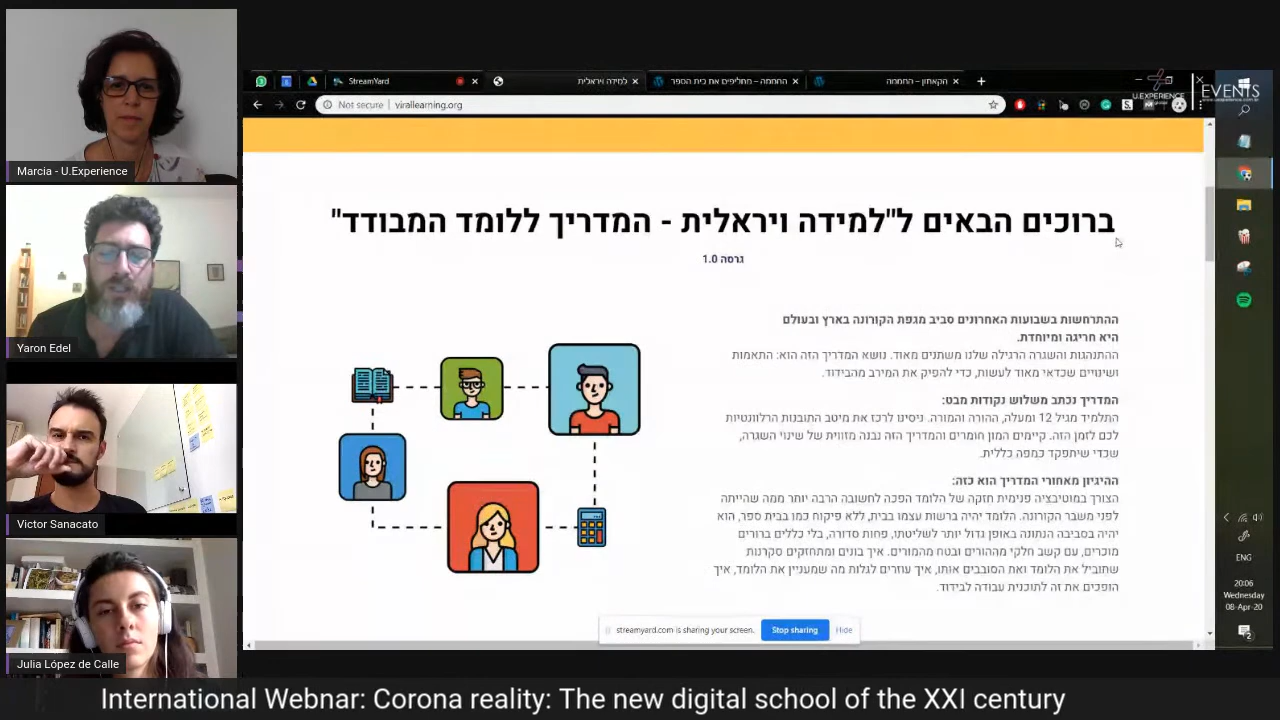 Marcia - U.Experience
Yaron Edel
Victor Sanacato
Julia López de Calle
StreamYard
למידה ויראלית
החממה – מחליפים את בית הספר
האקאתון – החממה
Not secure
virallearning.org
U.EXPERIENCE
EVENTS
ברוכים הבאים ל"למידה ויראלית - המדריך ללומד המבודד"
גרסה 1.0
ההתרחשות בשבועות האחרונים סביב מגפת הקורונה בארץ ובעולם
היא חריגה ומיוחדת.
ההתנהגות והשגרה הרגילה שלנו משתנים מאוד. נושא המדריך הזה הוא: התאמות
ושינויים שכדאי מאוד לעשות, כדי להפיק את המירב מהבידוד.
המדריך נכתב משלוש נקודות מבט:
התלמיד מגיל 12 ומעלה, ההורה והמורה. ניסינו לרכז את מיטב התובנות הרלוונטיות
לכם לזמן הזה. קיימים המון חומרים והמדריך הזה נבנה מזווית של שינוי השגרה,
שכדי שיתפקד כמפה כללית.
ההיגיון מאחורי המדריך הוא כזה:
הצורך במוטיבציה פנימית חזקה של הלומד הפכה לחשובה הרבה יותר ממה שהייתה
לפני משבר הקורונה. הלומד יהיה ברשות עצמו בבית, ללא פיקוח כמו בבית ספר, הוא
יהיה בסביבה הנתונה באופן גדול יותר לשליטתו, פחות סדורה, בלי כללים ברורים
מוכרים, עם קשב חלקי מההורים ובטח מהמורים. איך בונים ומתחזקים סקרנות
שתוביל את הלומד ואת הסובבים אותו, איך עוזרים לגלות מה שמעניין את הלומד, איך
הופכים את זה לתוכנית עבודה לבידוד.
streamyard.com is sharing your screen.
Stop sharing
Hide
ENG
20:06
Wednesday
08-Apr-20
2
International Webnar: Corona reality: The new digital school of the XXI century